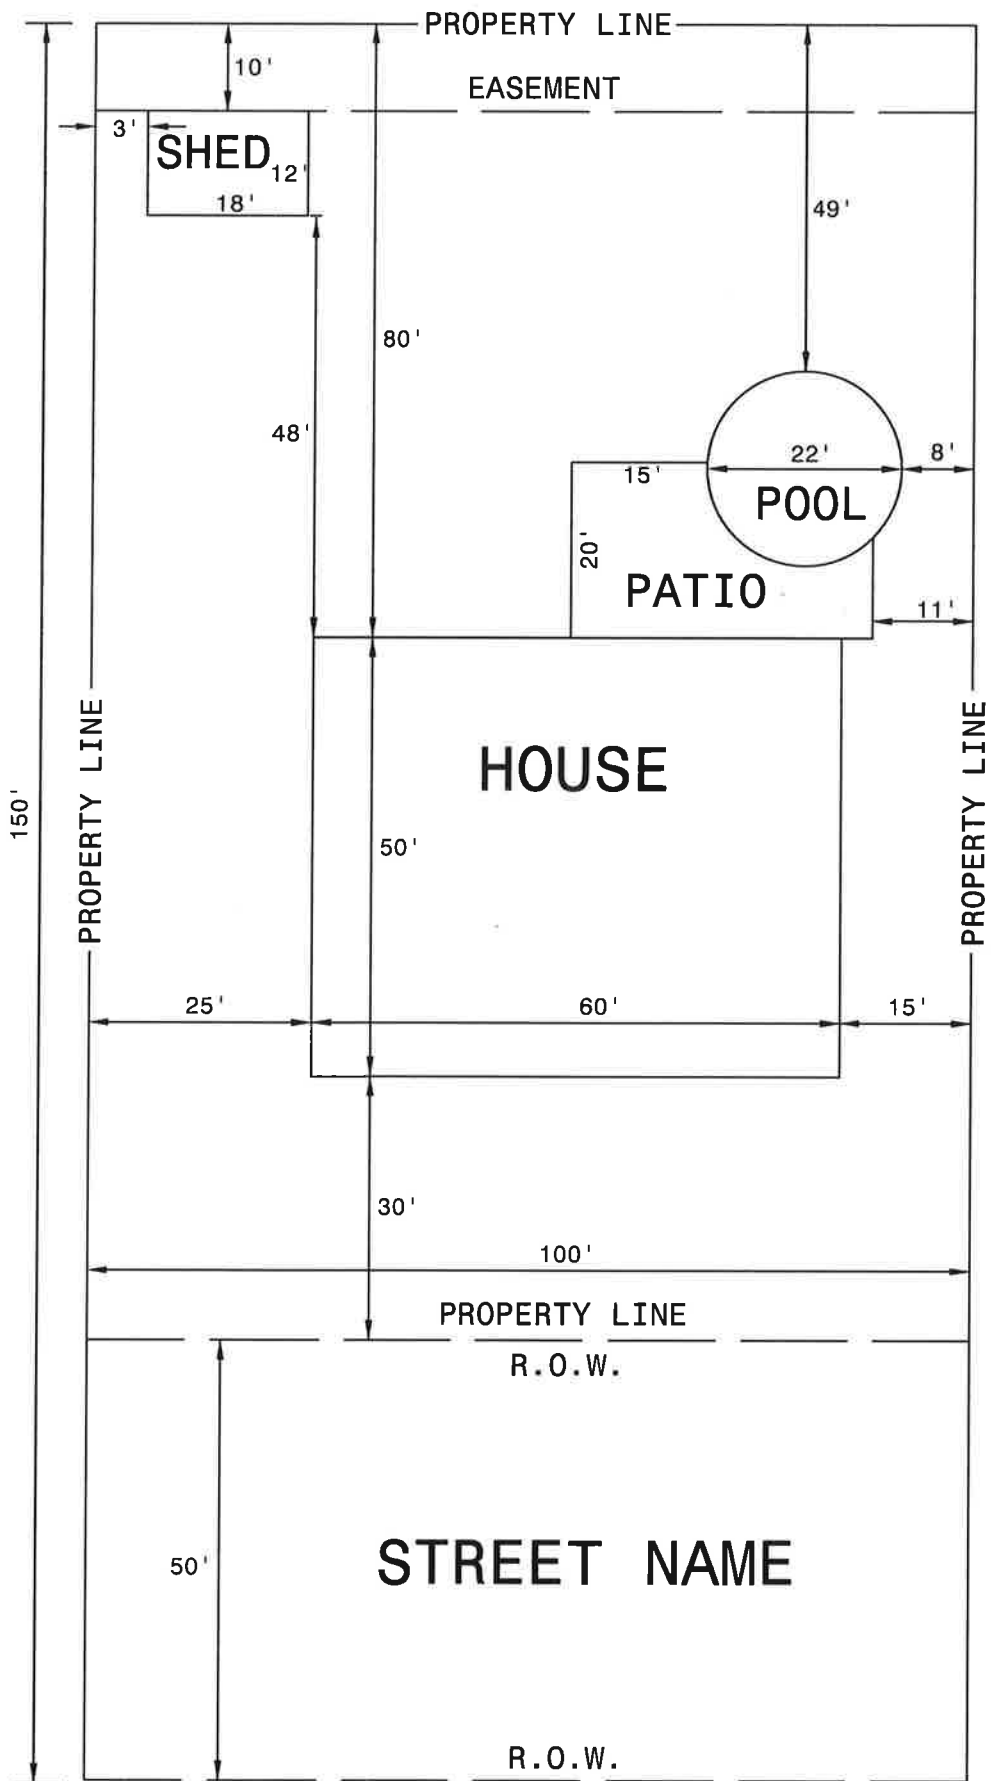 PROPERTY LINE
10'
EASEMENT
3'
SHED
12'
18'
49'
80'
48'
15'
22'
8'
POOL
20'
PATIO
11'
PROPERTY LINE
HOUSE
PROPERTY LINE
150'
50'
25'
60'
15'
30'
100'
PROPERTY LINE
R.O.W.
50'
STREET NAME
R.O.W.